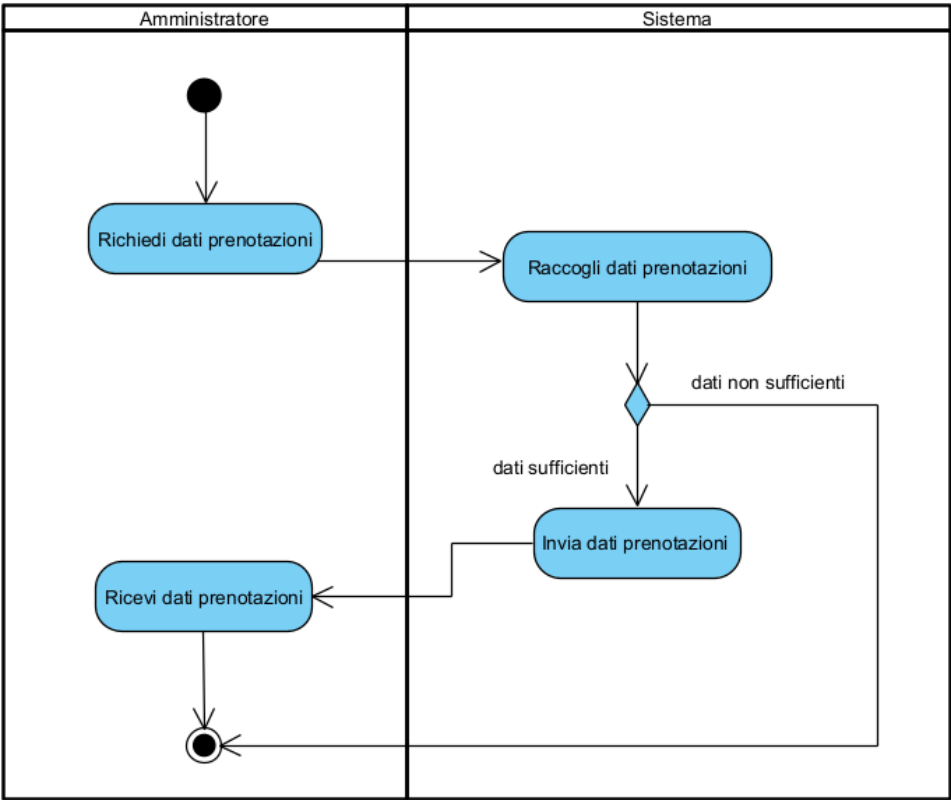 Amministratore
Sistema
Richiedi dati prenotazioni
Raccogli dati prenotazioni
dati non sufficienti
dati sufficienti
Invia dati prenotazioni
Ricevi dati prenotazioni